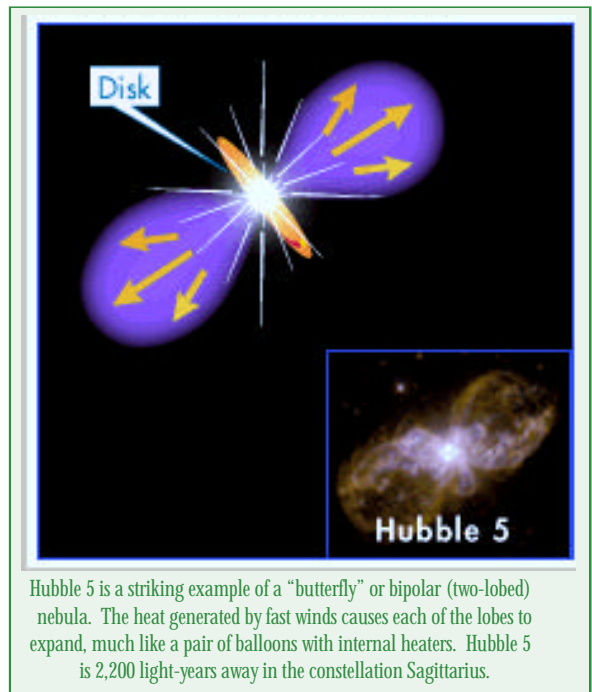 Disk
Hubble 5
Hubble 5 is a striking example of a “butterfly” or bipolar (two-lobed)
nebula. The heat generated by fast winds causes each of the lobes to
expand, much like a pair of balloons with internal heaters. Hubble 5
is 2,200 light-years away in the constellation Sagittarius.